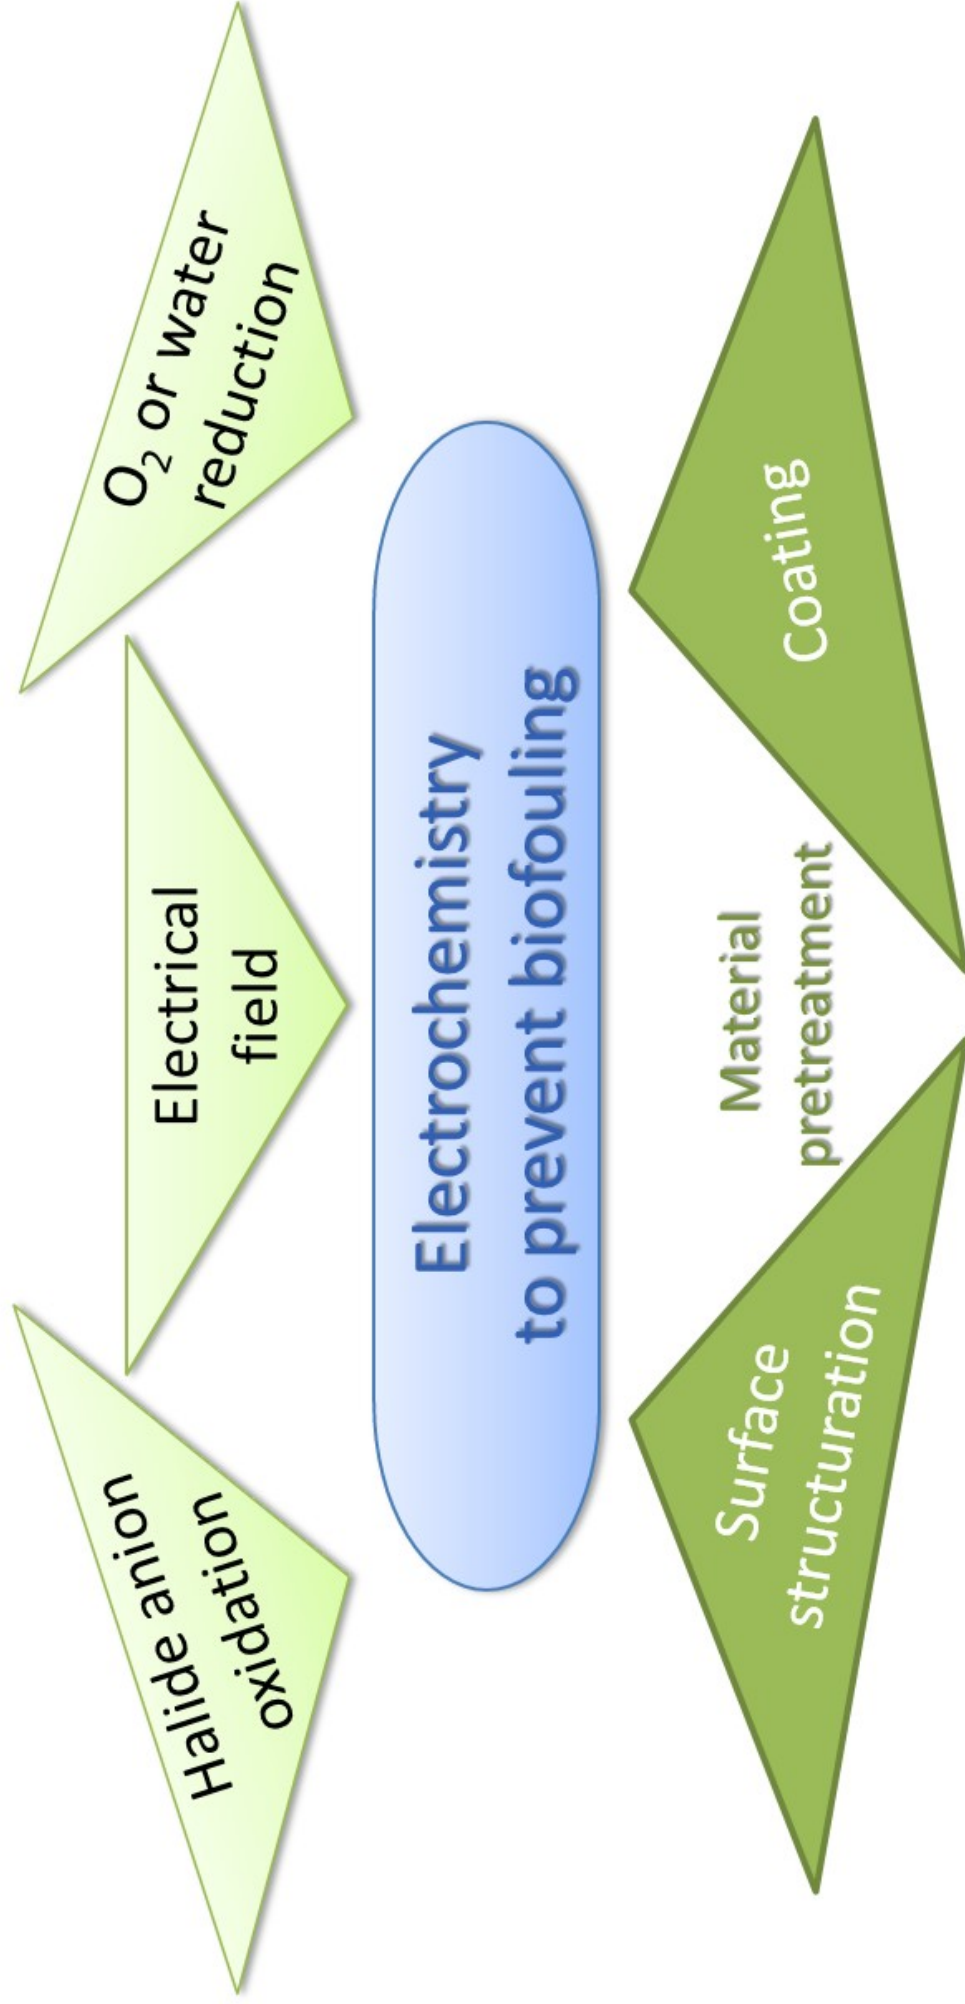 Halide anion
oxidation
Electrical
field
O₂ or water
reduction
Electrochemistry
to prevent biofouling
Surface
structuration
Material
pretreatment
Coating